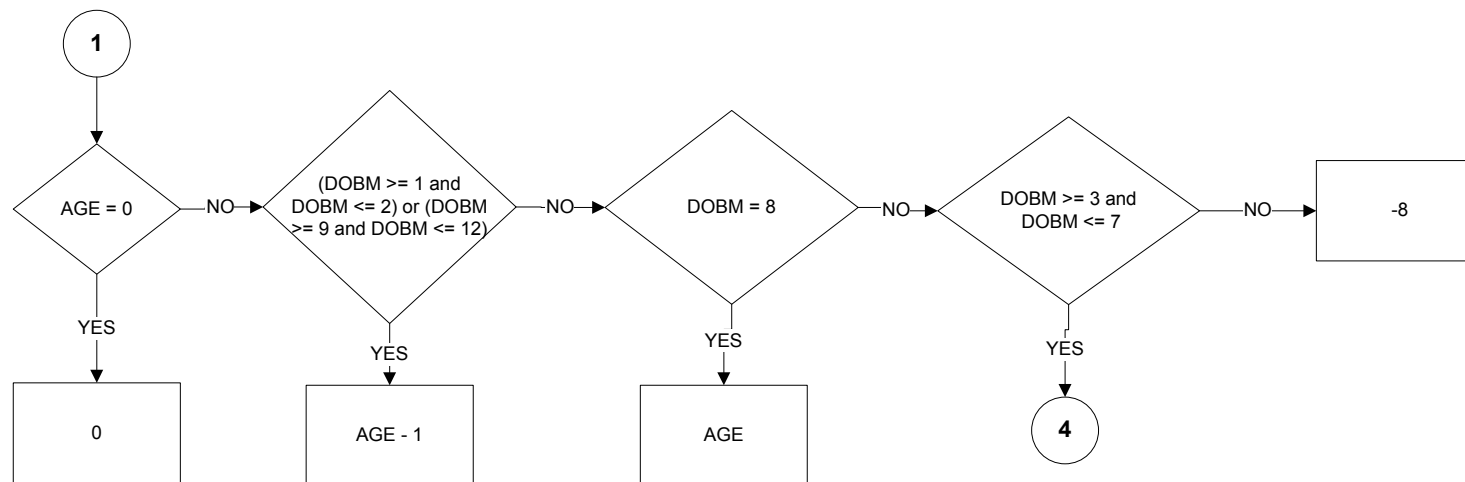 1
AGE = 0
NO
(DOBM >= 1 and
DOBM <= 2) or (DOBM
>= 9 and DOBM <= 12)
NO
DOBM = 8
NO
DOBM >= 3 and
DOBM <= 7
NO
-8
YES
YES
YES
YES
0
AGE - 1
AGE
4